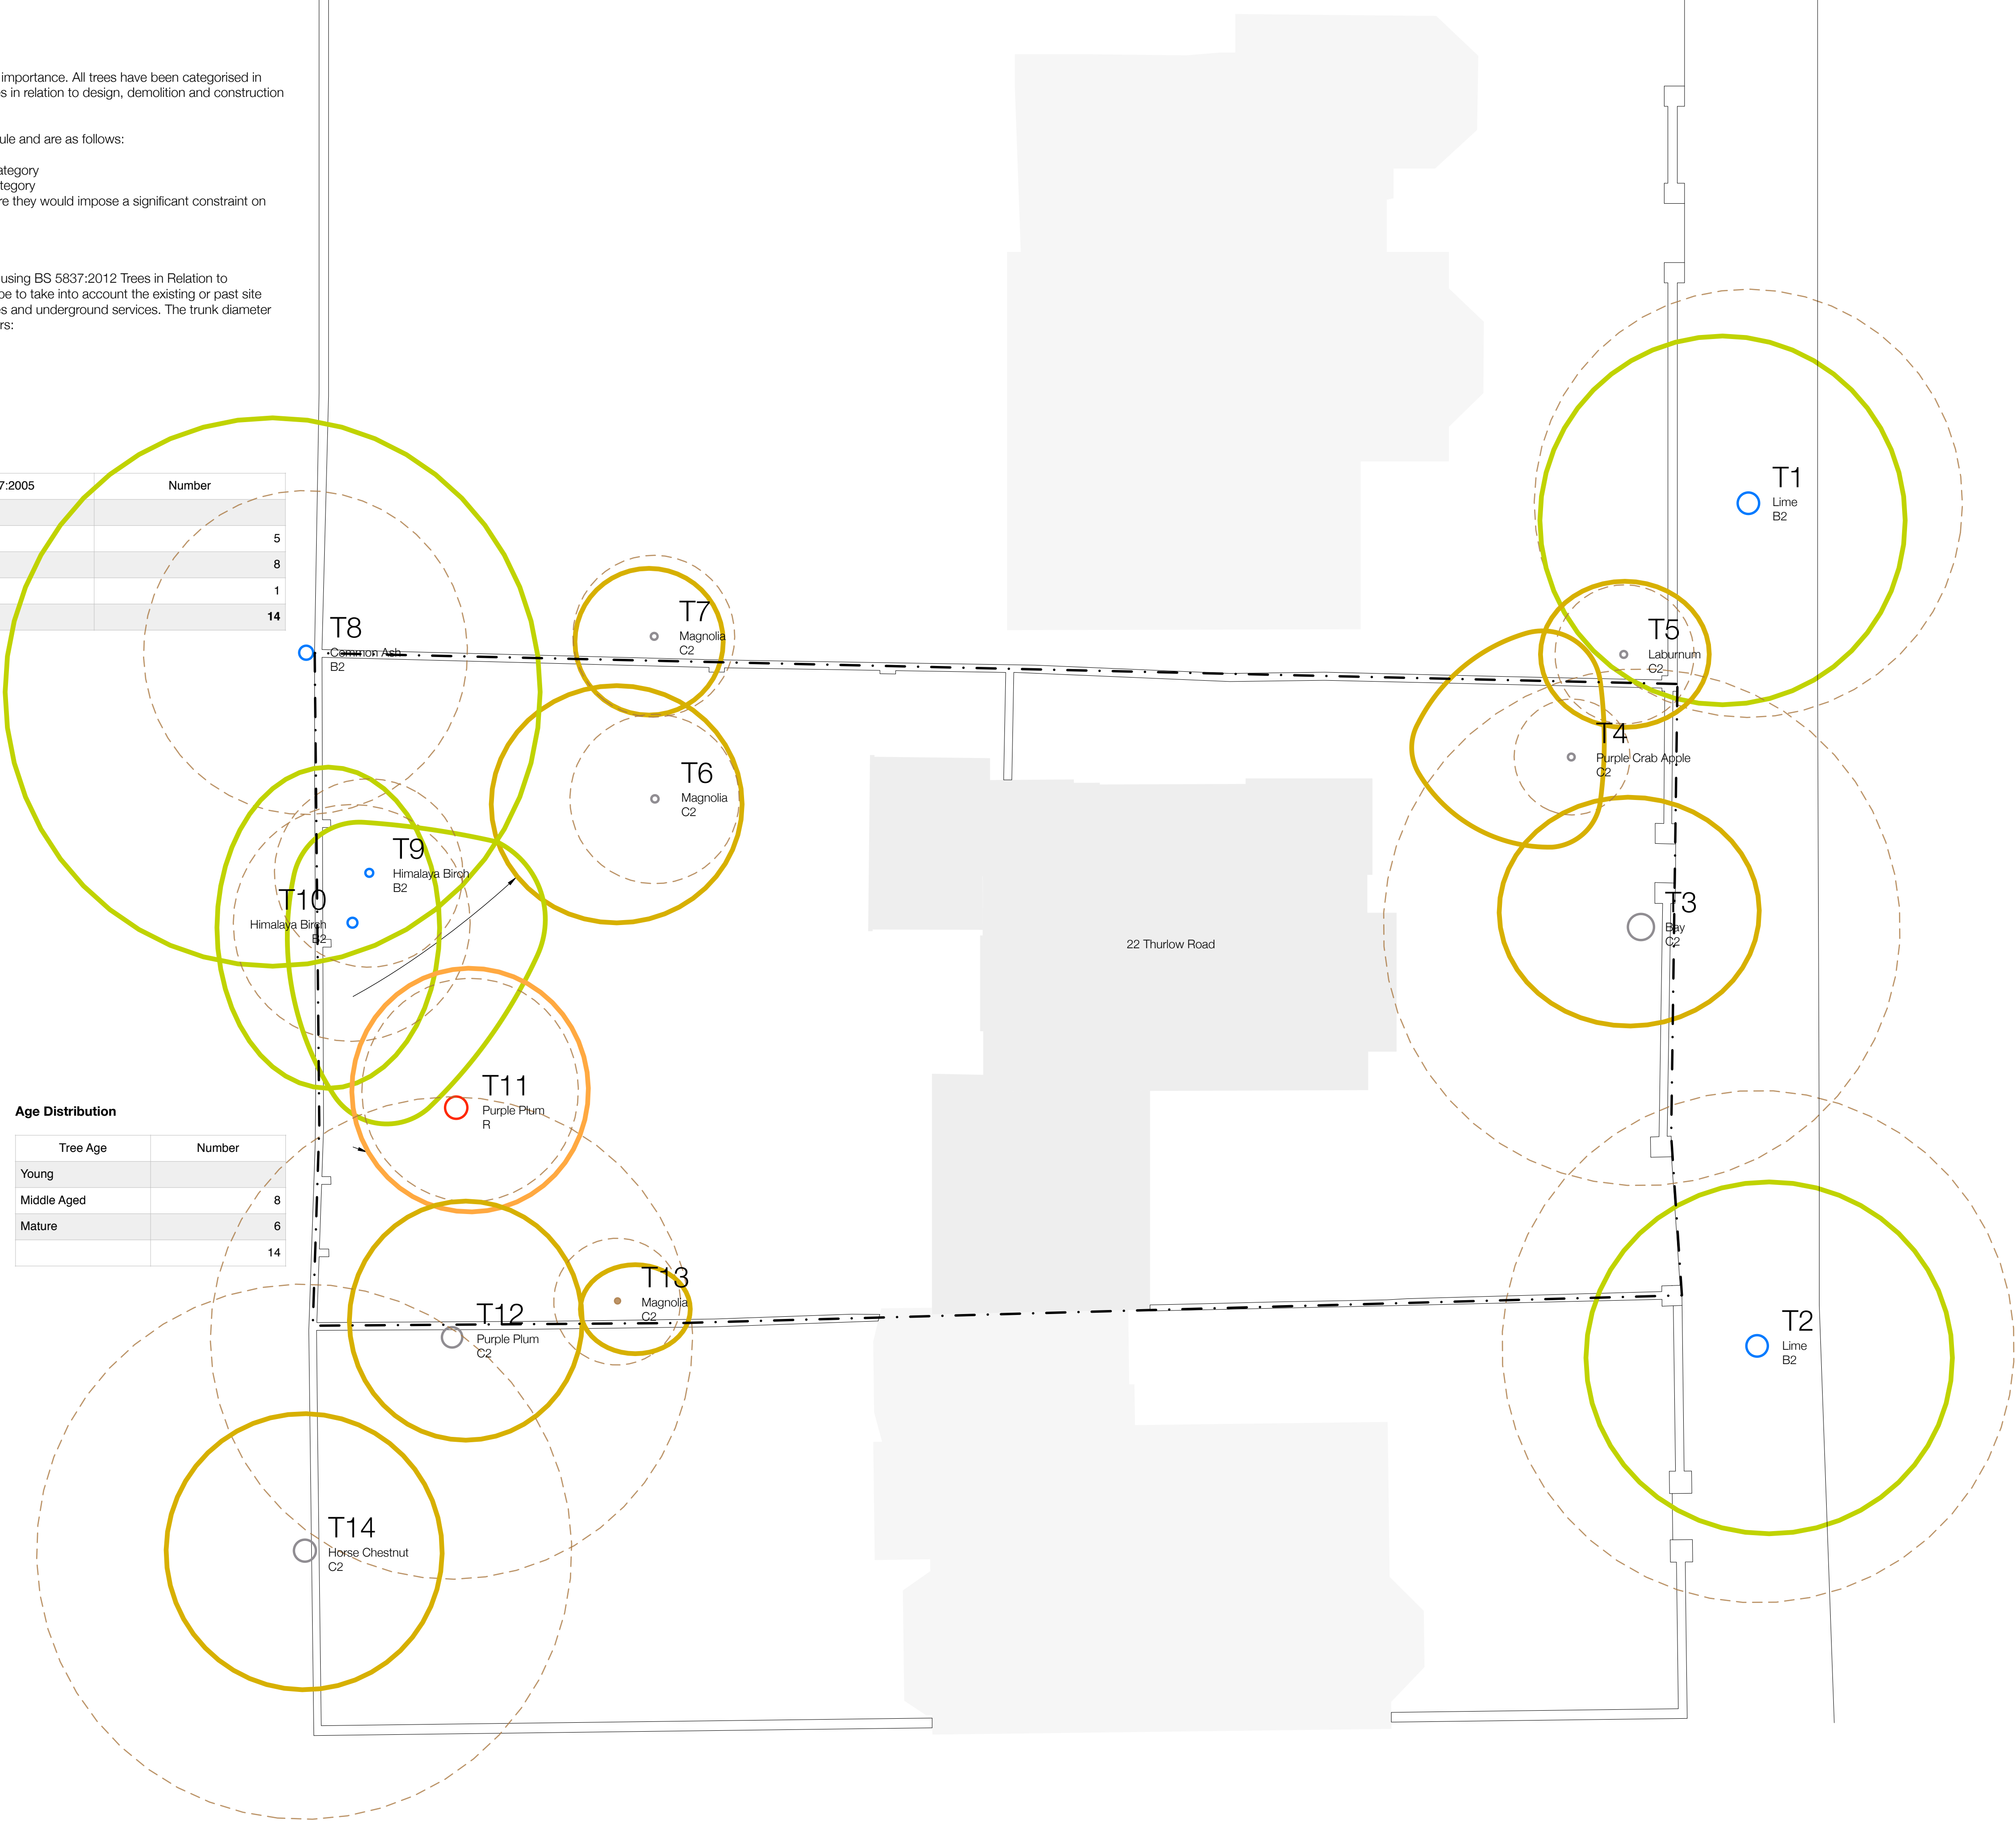 importance. All trees have been categorised in
s in relation to design, demolition and construction
ule and are as follows:
ategory
tegory
re they would impose a significant constraint on
using BS 5837:2012 Trees in Relation to
be to take into account the existing or past site
es and underground services. The trunk diameter
rs:
7:2005 Number
5
8
1
14
T1
Lime
B2
T7
Magnolia
C2
T8
Common Ash
B2
T5
Laburnum
C2
T4
Purple Crab Apple
C2
T6
Magnolia
C2
T9
Himalaya Birch
B2
T10
Himalaya Birch
B2
T3
Bay
C2
22 Thurlow Road
T11
Purple Plum
R
Age Distribution
Tree Age Number
Young
Middle Aged 8
Mature 6
14
T13
Magnolia
C2
T12
Purple Plum
C2
T2
Lime
B2
T14
Horse Chestnut
C2